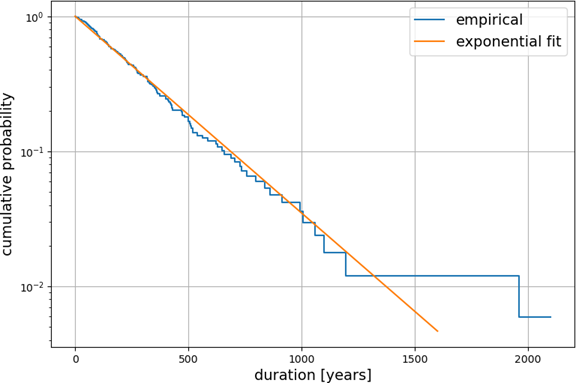 empirical
exponential fit
10⁰
10⁻¹
10⁻²
cumulative probability
0 500 1000 1500 2000
duration [years]